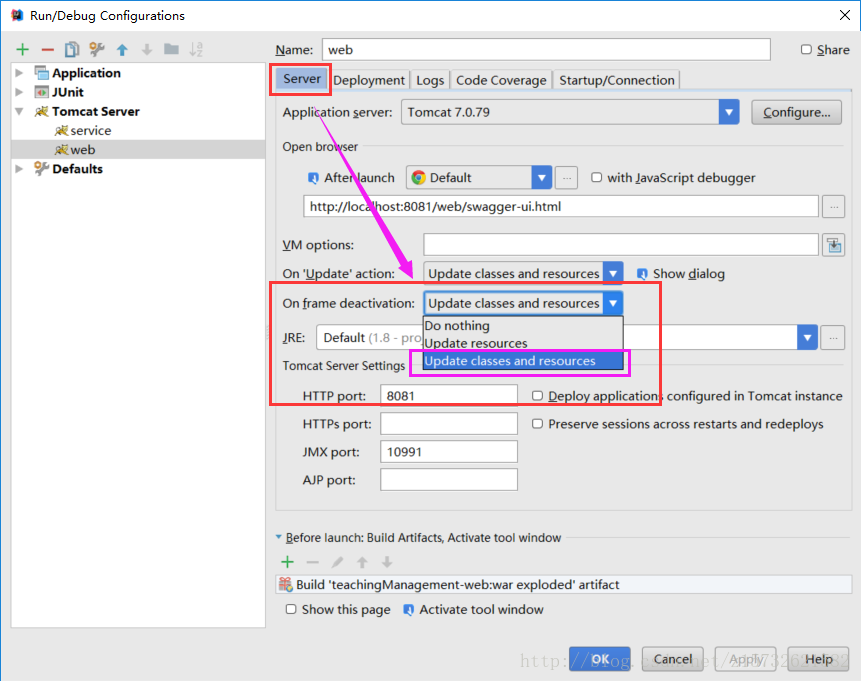 Run/Debug Configurations
Name: web Share
Application
JUnit
Tomcat Server
service
web
Defaults
Server Deployment Logs Code Coverage Startup/Connection
Application server: Tomcat 7.0.79 Configure...
Open browser
After launch Default ... with JavaScript debugger
http://localhost:8081/web/swagger-ui.html ...
VM options:
On 'Update' action: Update classes and resources Show dialog
On frame deactivation: Update classes and resources
Do nothing
Update resources
Update classes and resources
JRE: Default (1.8 - pro ...
Tomcat Server Settings
HTTP port: 8081 Deploy applications configured in Tomcat instance
HTTPs port: Preserve sessions across restarts and redeploys
JMX port: 10991
AJP port:
Before launch: Build Artifacts, Activate tool window
Build 'teachingManagement-web:war exploded' artifact
Show this page Activate tool window
OK Cancel Apply Help